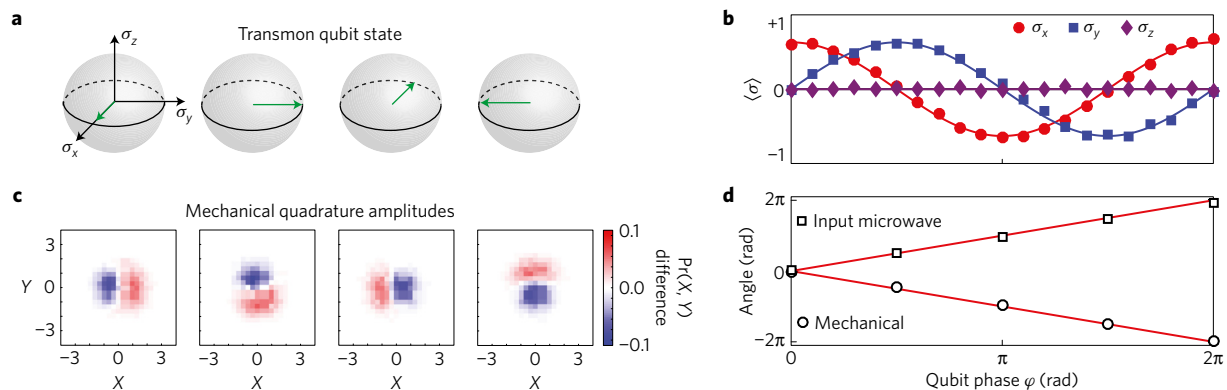 a
Transmon qubit state
σz
σy
σx
b
+1
0
−1
⟨σ⟩
σx
σy
σz
0
π
2π
c
Mechanical quadrature amplitudes
3
0
−3
Y
−3 0 3
−3 0 3
−3 0 3
−3 0 3
X
X
X
X
0.1
0.0
−0.1
Pr(X, Y)
difference
d
2π
0
−2π
Angle (rad)
Input microwave
Mechanical
0
π
2π
Qubit phase φ (rad)